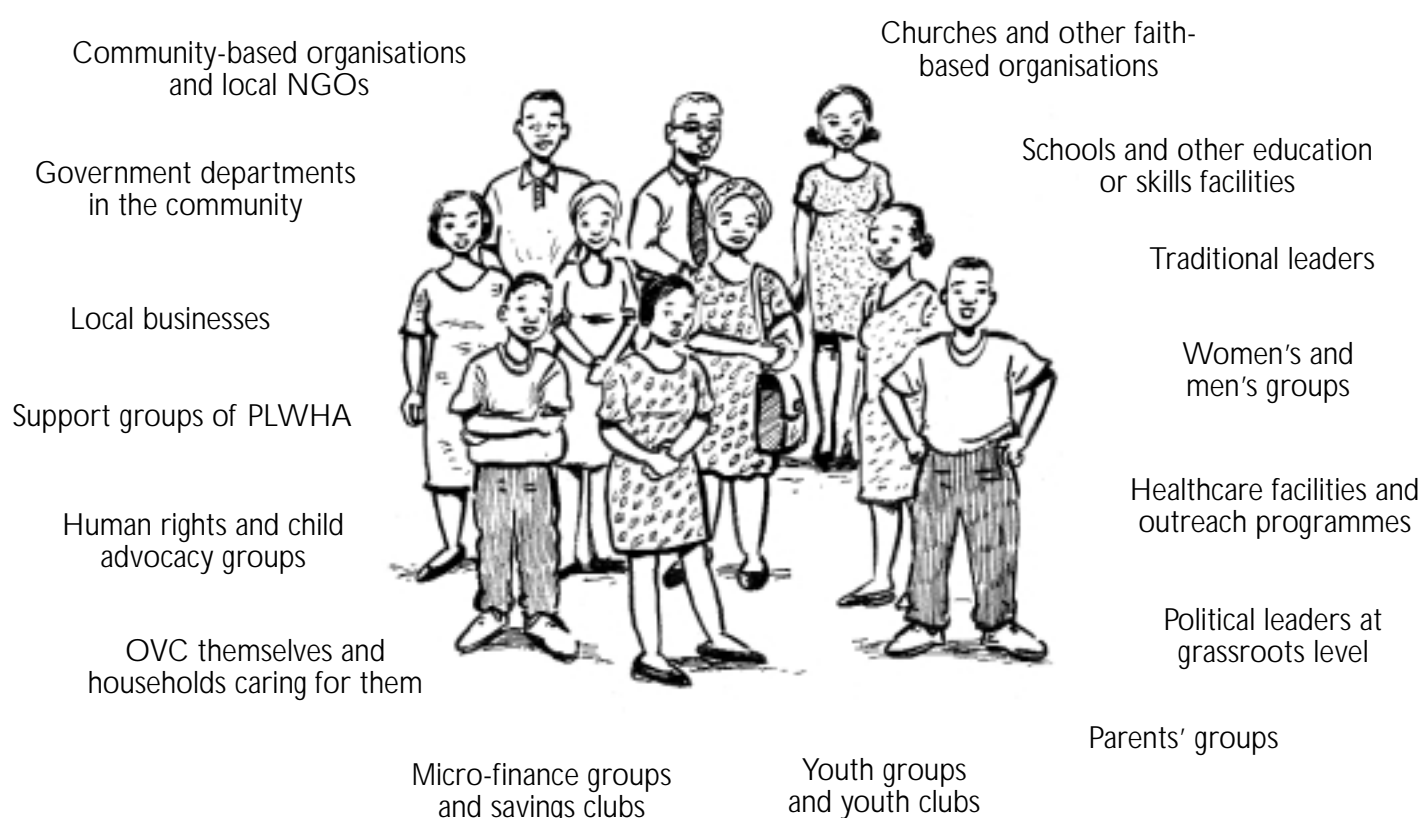 Community-based organisations
and local NGOs
Government departments
in the community
Local businesses
Support groups of PLWHA
Human rights and child
advocacy groups
OVC themselves and
households caring for them
Micro-finance groups
and savings clubs
Youth groups
and youth clubs
Churches and other faith-
based organisations
Schools and other education
or skills facilities
Traditional leaders
Women's and
men's groups
Healthcare facilities and
outreach programmes
Political leaders at
grassroots level
Parents' groups